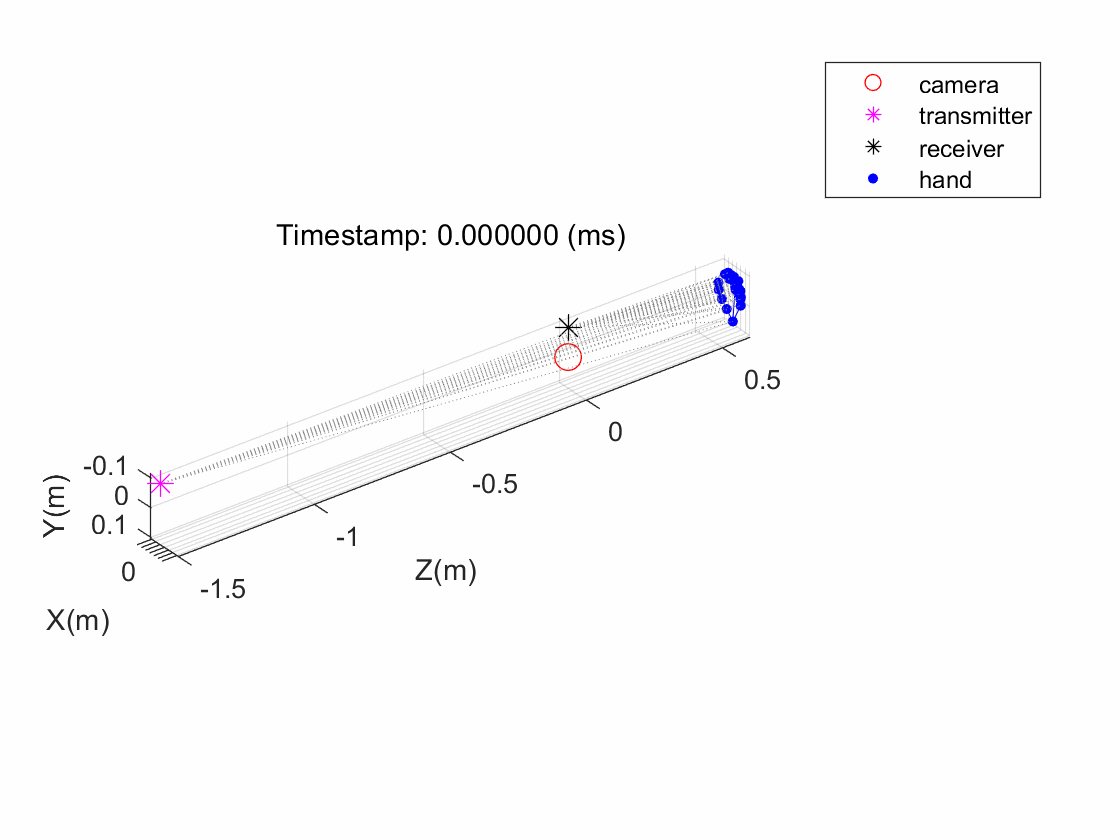 camera
transmitter
receiver
hand
Timestamp: 0.000000 (ms)
0.5
0
-0.5
-1
-1.5
Z(m)
-0.1
0
0.1
Y(m)
0
X(m)